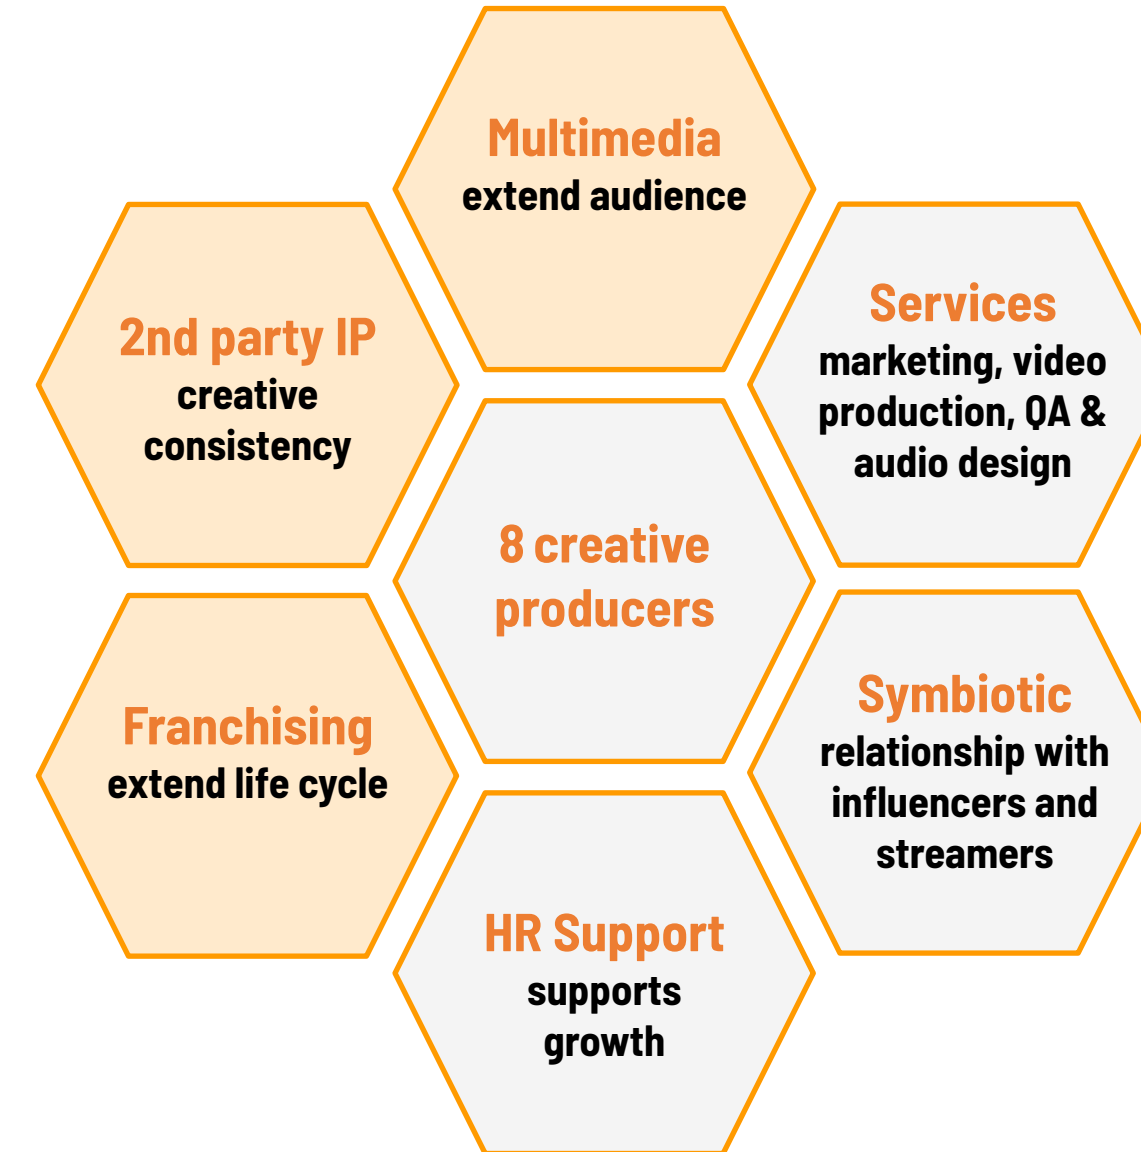 Multimedia
extend audience
2nd party IP
creative
consistency
Services
marketing, video
production, QA &
audio design
8 creative
producers
Franchising
extend life cycle
Symbiotic
relationship with
influencers and
streamers
HR Support
supports
growth